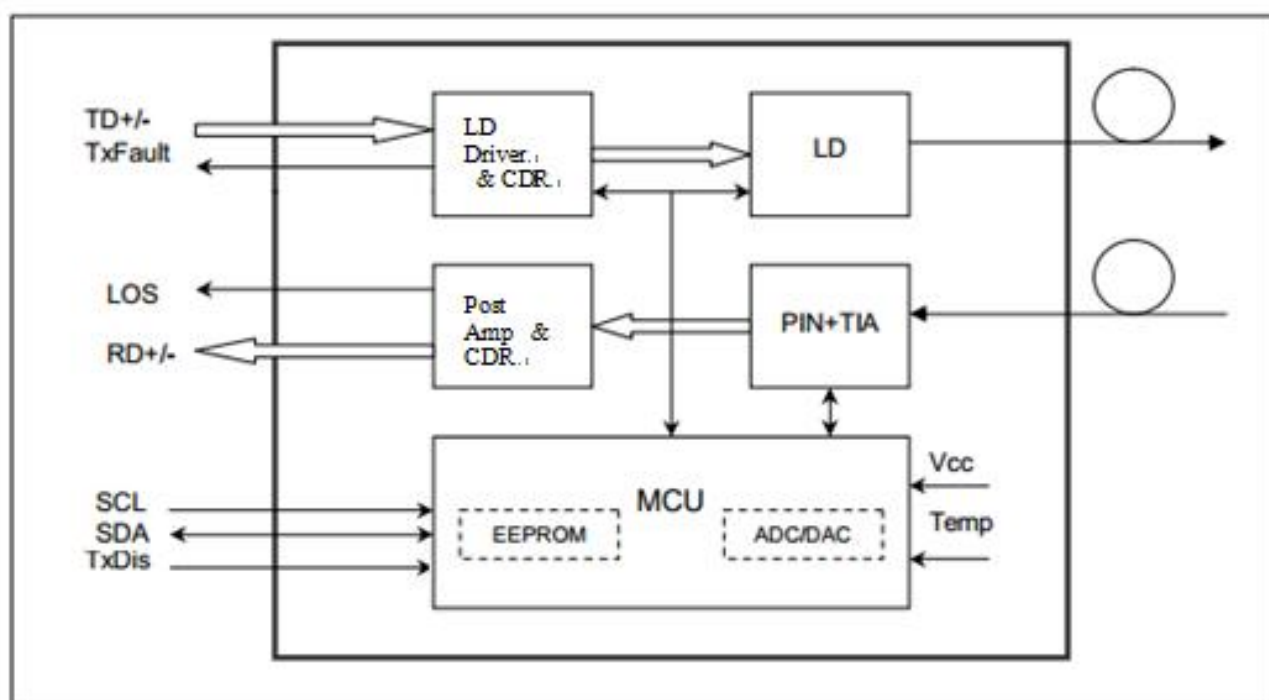 TD+/-
TxFault
LD
Driver..
& CDR..
LD
LOS
RD+/-
Post
Amp &
CDR..
PIN+TIA
SCL
SDA
TxDis
MCU
EEPROM
ADC/DAC
Vcc
Temp